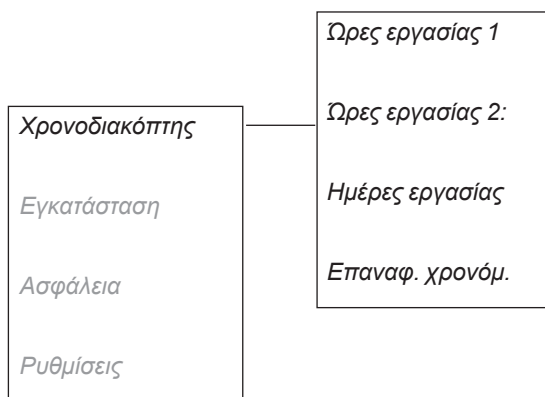 Χρονοδιακόπτης
Εγκατάσταση
Ασφάλεια
Ρυθμίσεις
Ώρες εργασίας 1
Ώρες εργασίας 2:
Ημέρες εργασίας
Επαναφ. χρονόμ.